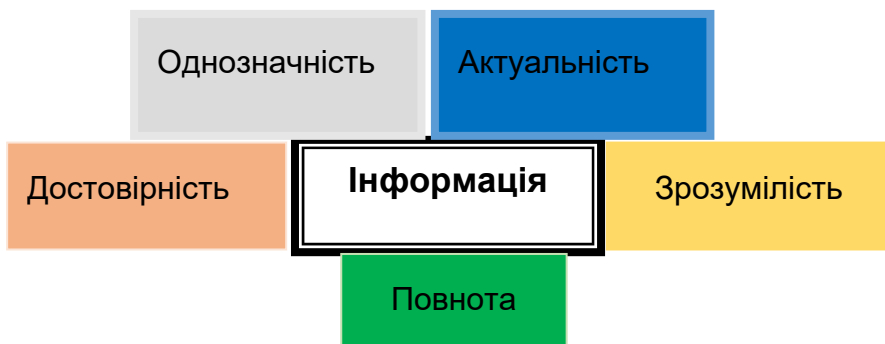 Однозначність
Актуальність
Достовірність
Інформація
Зрозумілість
Повнота